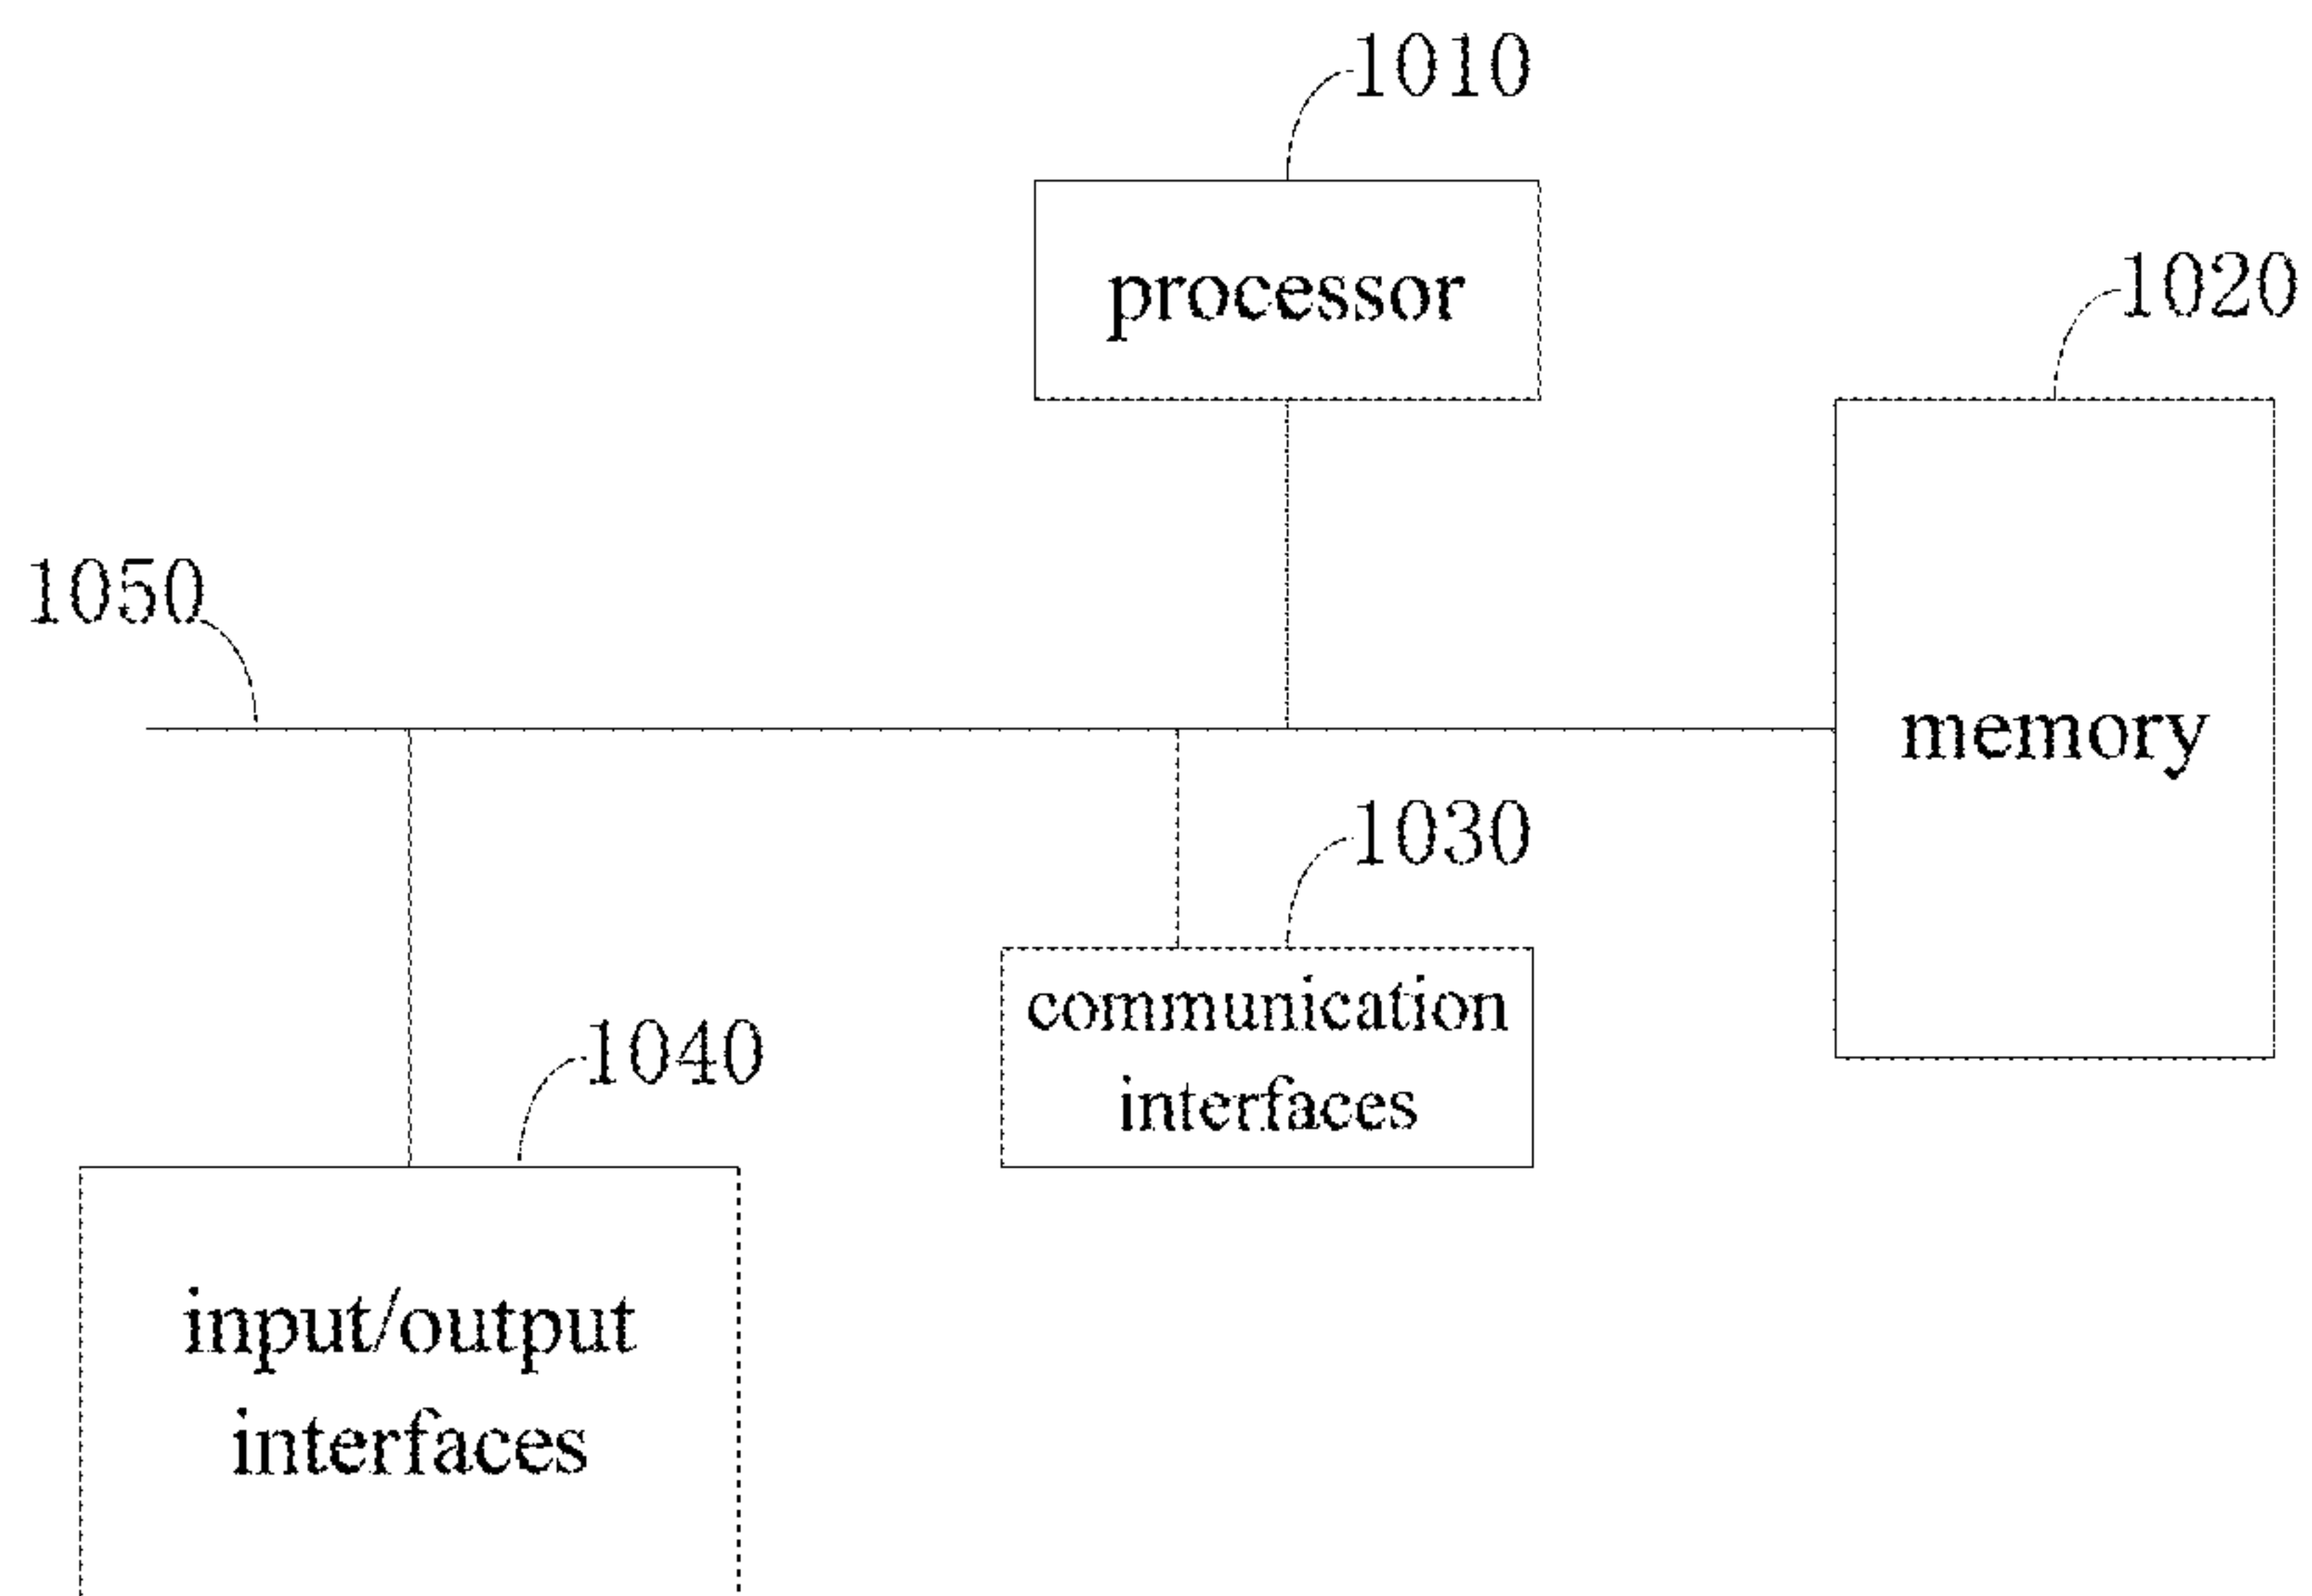 1010
processor
1020
1050
memory
1030
communication
interfaces
1040
input/output
interfaces